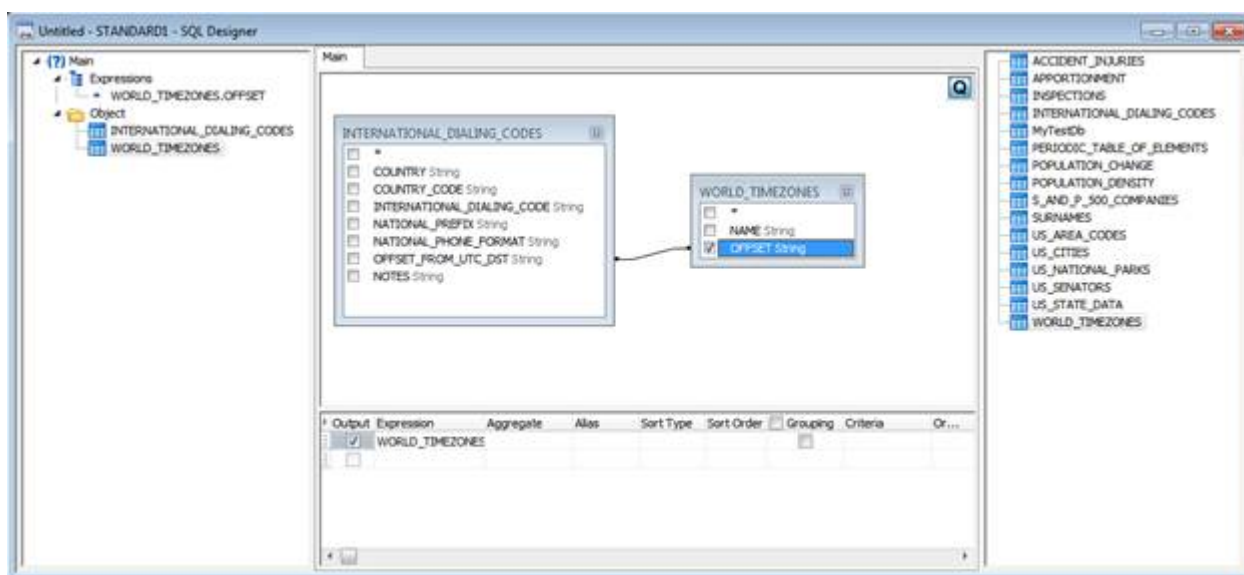 Untitled - STANDARD1 - SQL Designer
Main
Expressions
WORLD_TIMEZONES.OFFSET
Object
INTERNATIONAL_DIALING_CODES
WORLD_TIMEZONES
Main
Q
INTERNATIONAL_DIALING_CODES
*
COUNTRY String
COUNTRY_CODE String
INTERNATIONAL_DIALING_CODE String
NATIONAL_PREFIX String
NATIONAL_PHONE_FORMAT String
OFFSET_FROM_UTC_DST String
NOTES String
WORLD_TIMEZONES
*
NAME String
OFFSET String
Output Expression Aggregate Alias Sort Type Sort Order Grouping Criteria Or...
WORLD_TIMEZONES
ACCIDENT_INJURIES
APPORTIONMENT
INSPECTIONS
INTERNATIONAL_DIALING_CODES
MyTestDb
PERIODIC_TABLE_OF_ELEMENTS
POPULATION_CHANGE
POPULATION_DENSITY
S_AND_P_500_COMPANIES
SURNAMES
US_AREA_CODES
US_CITIES
US_NATIONAL_PARKS
US_SENATORS
US_STATE_DATA
WORLD_TIMEZONES